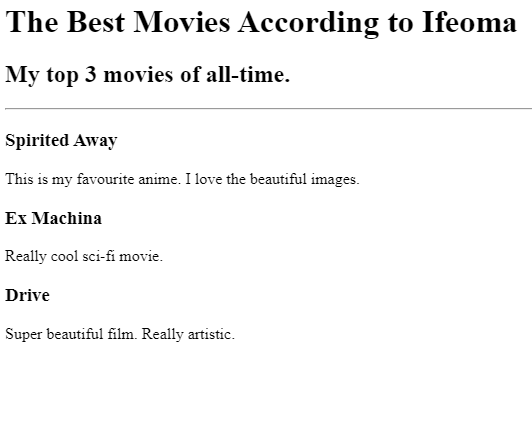 The Best Movies According to Ifeoma
My top 3 movies of all-time.
Spirited Away
This is my favourite anime. I love the beautiful images.
Ex Machina
Really cool sci-fi movie.
Drive
Super beautiful film. Really artistic.